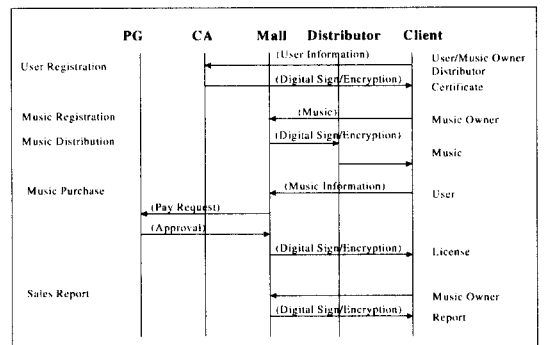 PG CA Mall Distributor Client
(User Information)
User Registration
User/Music Owner
Distributor
(Digital Sign/Encryption)
Certificate
Music Registration
(Music)
Music Owner
Music Distribution
(Digital Sign/Encryption)
Music
Music Purchase
(Music Information)
User
(Pay Request)
(Approval)
(Digital Sign/Encryption)
License
Sales Report
Music Owner
(Digital Sign/Encryption)
Report